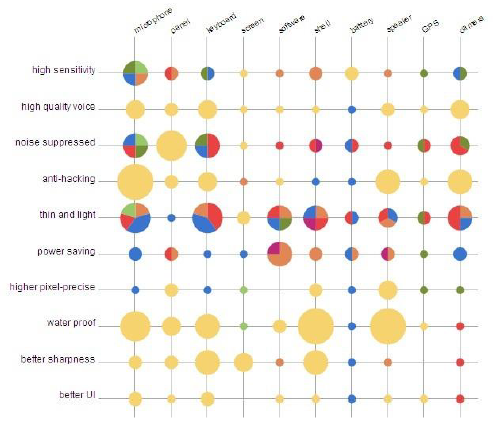 microphone panel keyboard screen software shell battery speaker GPS camera
high sensitivity
high quality voice
noise suppressed
anti-hacking
thin and light
power saving
higher pixel-precise
water proof
better sharpness
better UI